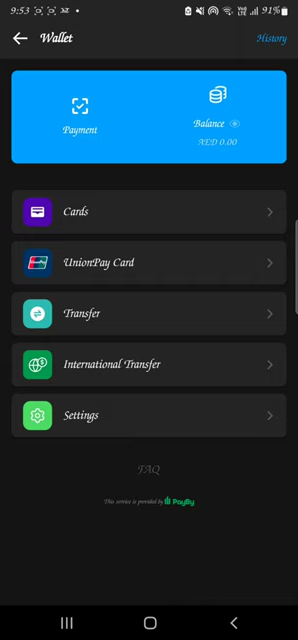 9:53
91%
Wallet
History
Payment
Balance
AED 0.00
Cards
UnionPay Card
Transfer
International Transfer
Settings
FAQ
This service is provided by PayBy